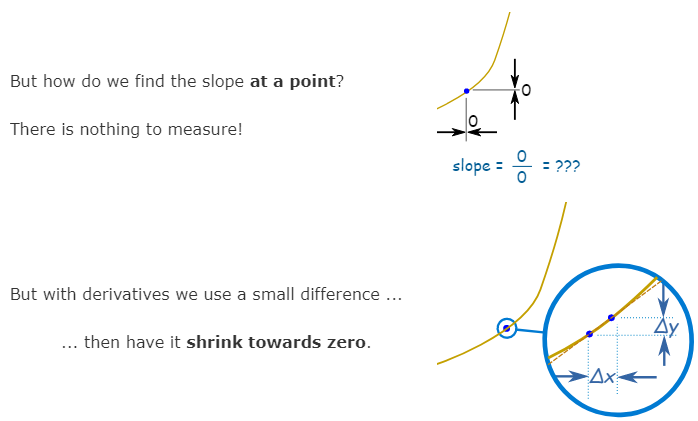 But how do we find the slope at a point?
There is nothing to measure!
0
0
slope = 0/0 = ???
But with derivatives we use a small difference ...
... then have it shrink towards zero.
Δy
Δx